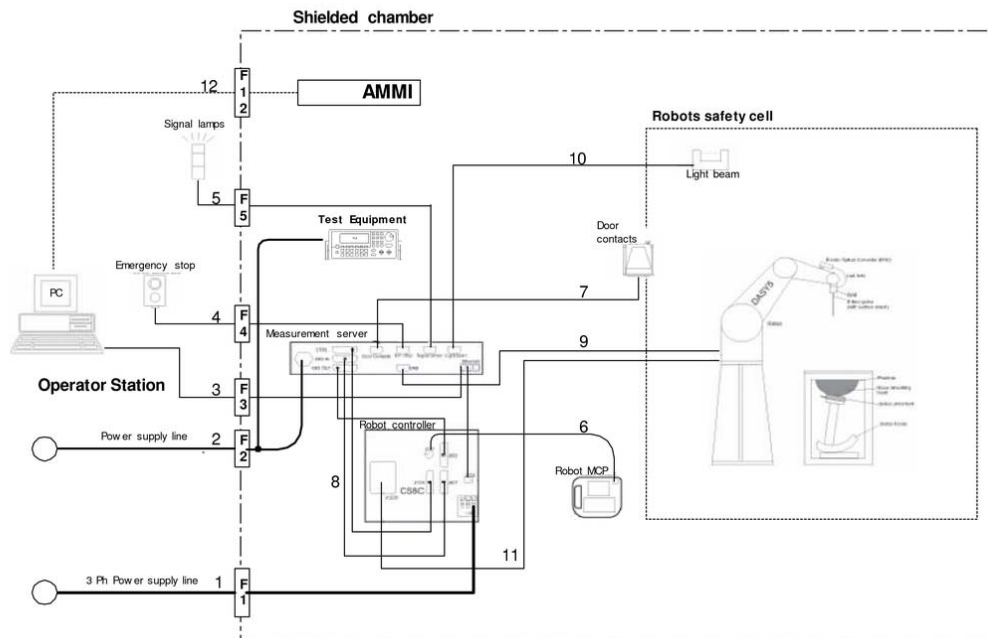 Shielded chamber
12
F
1
2
AMMI
Signal lamps
Robots safety cell
10
Light beam
5
F
5
Test Equipment
Door
contacts
Emergency stop
PC
DASY5
7
4
F
4
Measurement server
9
Operator Station
3
F
3
Power supply line
2
F
2
Robot controller
6
8
CS8C
Robot MCP
11
3 Ph Power supply line
1
F
1